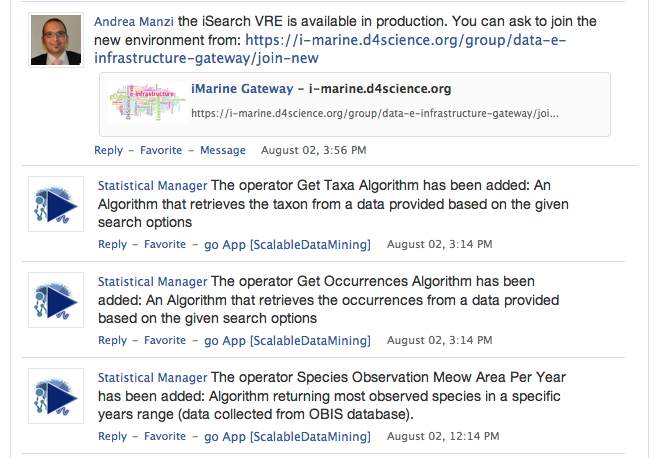 Andrea Manzi the iSearch VRE is available in production. You can ask to join the
new environment from: https://i-marine.d4science.org/group/data-e-
infrastructure-gateway/join-new
e-infrastructure
iMarine Gateway - i-marine.d4science.org
https://i-marine.d4science.org/group/data-e-infrastructure-gateway/joi...
Reply - Favorite - Message August 02, 3:56 PM
Statistical Manager The operator Get Taxa Algorithm has been added: An
Algorithm that retrieves the taxon from a data provided based on the given
search options
Reply - Favorite - go App [ScalableDataMining] August 02, 3:14 PM
Statistical Manager The operator Get Occurrences Algorithm has been
added: An Algorithm that retrieves the occurrences from a data provided
based on the given search options
Reply - Favorite - go App [ScalableDataMining] August 02, 3:14 PM
Statistical Manager The operator Species Observation Meow Area Per Year
has been added: Algorithm returning most observed species in a specific
years range (data collected from OBIS database).
Reply - Favorite - go App [ScalableDataMining] August 02, 12:14 PM